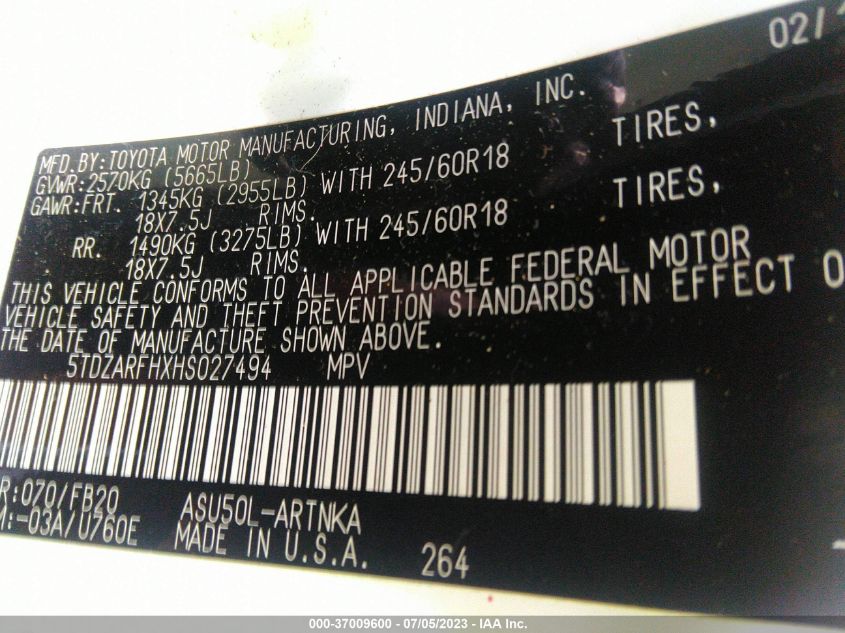 02/1
MFD.BY:TOYOTA MOTOR MANUFACTURING, INDIANA, INC.
GVWR:2570KG (5665LB)
GAWR:FRT. 1345KG (2955LB) WITH 245/60R18 TIRES,
18X7.5J RIMS.
RR. 1490KG (3275LB) WITH 245/60R18 TIRES,
18X7.5J RIMS.
THIS VEHICLE CONFORMS TO ALL APPLICABLE FEDERAL MOTOR
VEHICLE SAFETY AND THEFT PREVENTION STANDARDS IN EFFECT O
THE DATE OF MANUFACTURE SHOWN ABOVE.
5TDZARFHXHS027494 MPV
R:070/FB20 ASU50L-ARTNKA
M:-03A/U760E MADE IN U.S.A. 264
000-37009600 - 07/05/2023 - IAA Inc.